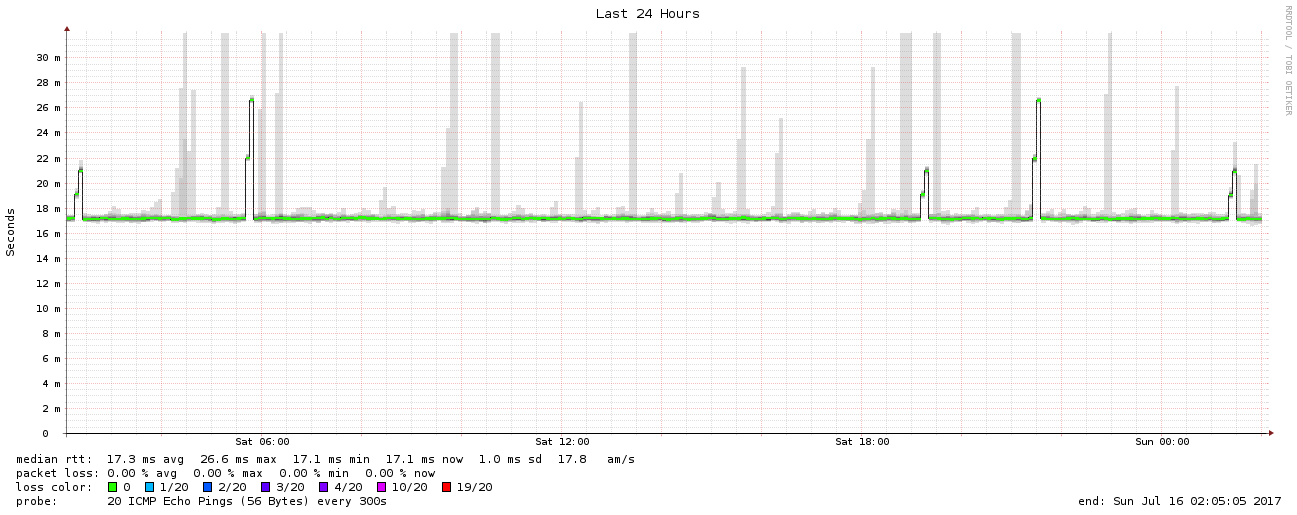 Last 24 Hours
RRDTOOL / TOBI OETIKER
Seconds
30 m
28 m
26 m
24 m
22 m
20 m
18 m
16 m
14 m
12 m
10 m
8 m
6 m
4 m
2 m
0
Sat 06:00 Sat 12:00 Sat 18:00 Sun 00:00
median rtt: 17.3 ms avg 26.6 ms max 17.1 ms min 17.1 ms now 1.0 ms sd 17.8 am/s
packet loss: 0.00 % avg 0.00 % max 0.00 % min 0.00 % now
loss color: 0 1/20 2/20 3/20 4/20 10/20 19/20
probe: 20 ICMP Echo Pings (56 Bytes) every 300s end: Sun Jul 16 02:05:05 2017